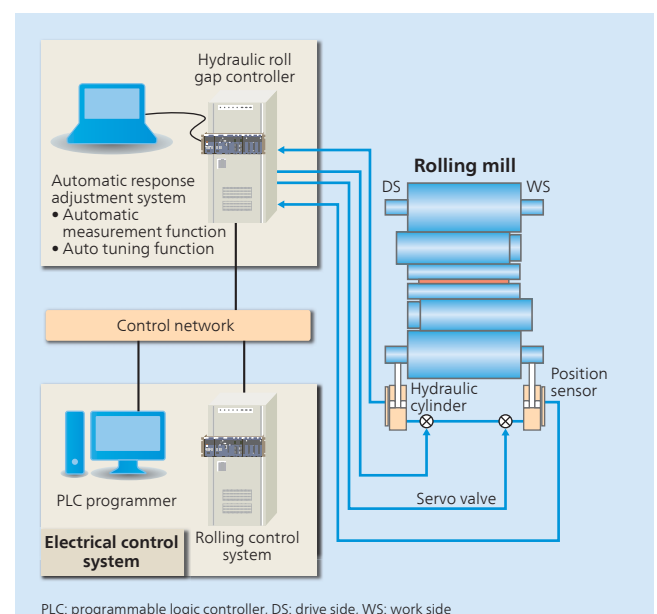 Hydraulic roll
gap controller
Automatic response
adjustment system
• Automatic
measurement function
• Auto tuning function
Rolling mill
DS
WS
Control network
Hydraulic
cylinder
Position
sensor
Servo valve
PLC programmer
Rolling control
system
Electrical control
system
PLC: programmable logic controller, DS: drive side, WS: work side